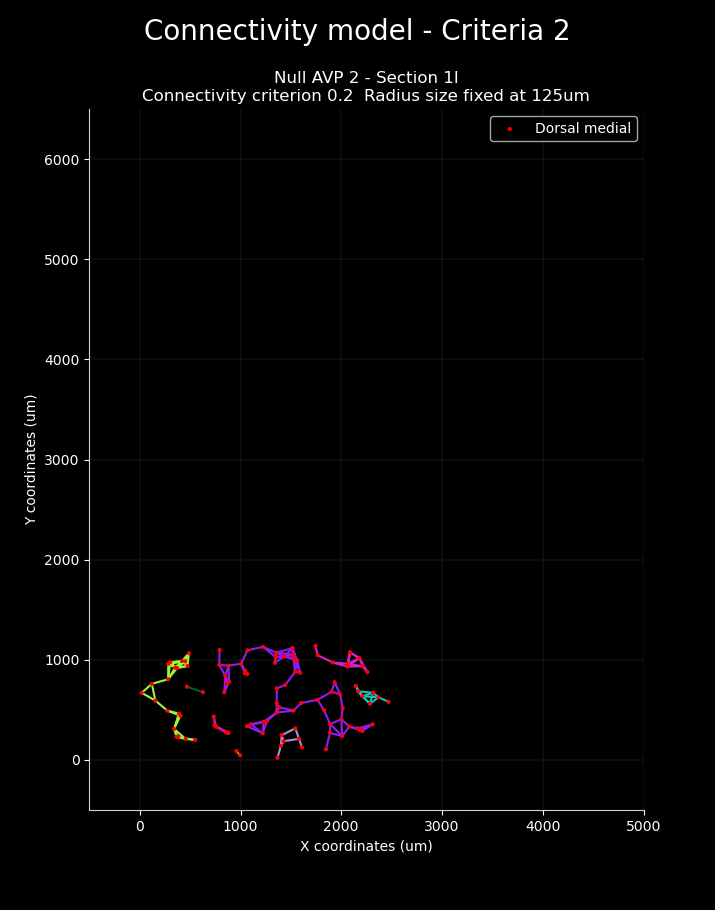 Connectivity model - Criteria 2
Null AVP 2 - Section 1l
Connectivity criterion 0.2  Radius size fixed at 125um
Dorsal medial
6000
5000
4000
3000
2000
1000
0
Y coordinates (um)
0
1000
2000
3000
4000
5000
X coordinates (um)